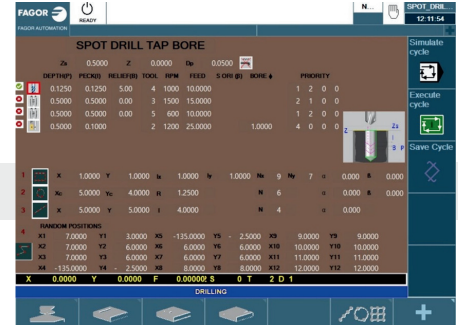 FAGOR
FAGOR AUTOMATION
READY
N...
SPOT_DRIL...
12:11:54
SPOT DRILL TAP BORE
Zs 0.5000 Z 0.0000 Dp 0.0500
DEPTH(P) PECK(I) RELIEF(B) TOOL RPM FEED S.ORI (β) BORE ϕ PRIORITY
0.1250 0.1250 5.00 4 1000 10.0000 1 2 0 0
0.5000 0.5000 0.00 3 1500 15.0000 2 0 0 0
0.5000 0.5000 0.00 5 600 10.0000 1 0 0 0
0.5000 0.1000 2 1200 25.0000 1.0000 4 0 0 0
1 X 1.0000 Y 1.0000 Ix 1.0000 Iy 1.0000 Nx 9 Ny 7 α 0.000 ß 0.000
2 Xc 5.0000 Yc 4.0000 R 1.2500 N 6 α 0.000 ß 0.000
3 X 5.0000 Y 5.0000 I 4.0000 N 4 α 0.000
4 RANDOM POSITIONS
X1 7.0000 Y1 3.0000 X5 -135.0000 Y5 - 2.5000 X9 9.0000 Y9 9.0000
X2 7.0000 Y2 6.0000 X6 6.0000 Y6 6.0000 X10 10.0000 Y10 10.0000
X3 7.0000 Y3 6.0000 X7 6.0000 Y7 6.0000 X11 11.0000 Y11 11.0000
X4 -135.0000 Y4 - 2.5000 X8 8.0000 Y8 8.0000 X12 12.0000 Y12 12.0000
X 0.0000 Y 0.0000 F 0.00000 S 0 T 2 D 1
DRILLING
Simulate cycle
Execute cycle
Save Cycle